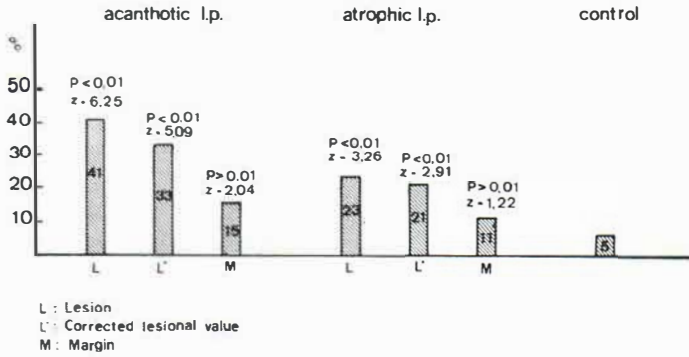 acanthotic l.p. atrophic l.p. control
%
50
40
30
20
10
P<0,01
z-6,25
P<0.01
z-5,09
P>0.01
z-2,04
P<0,01
z-3,26
P<0,01
z-2,91
P>0,01
z-1,22
41 33 15 23 21 11 5
L L' M L L' M
L : Lesion
L' : Corrected lesional value
M : Margin